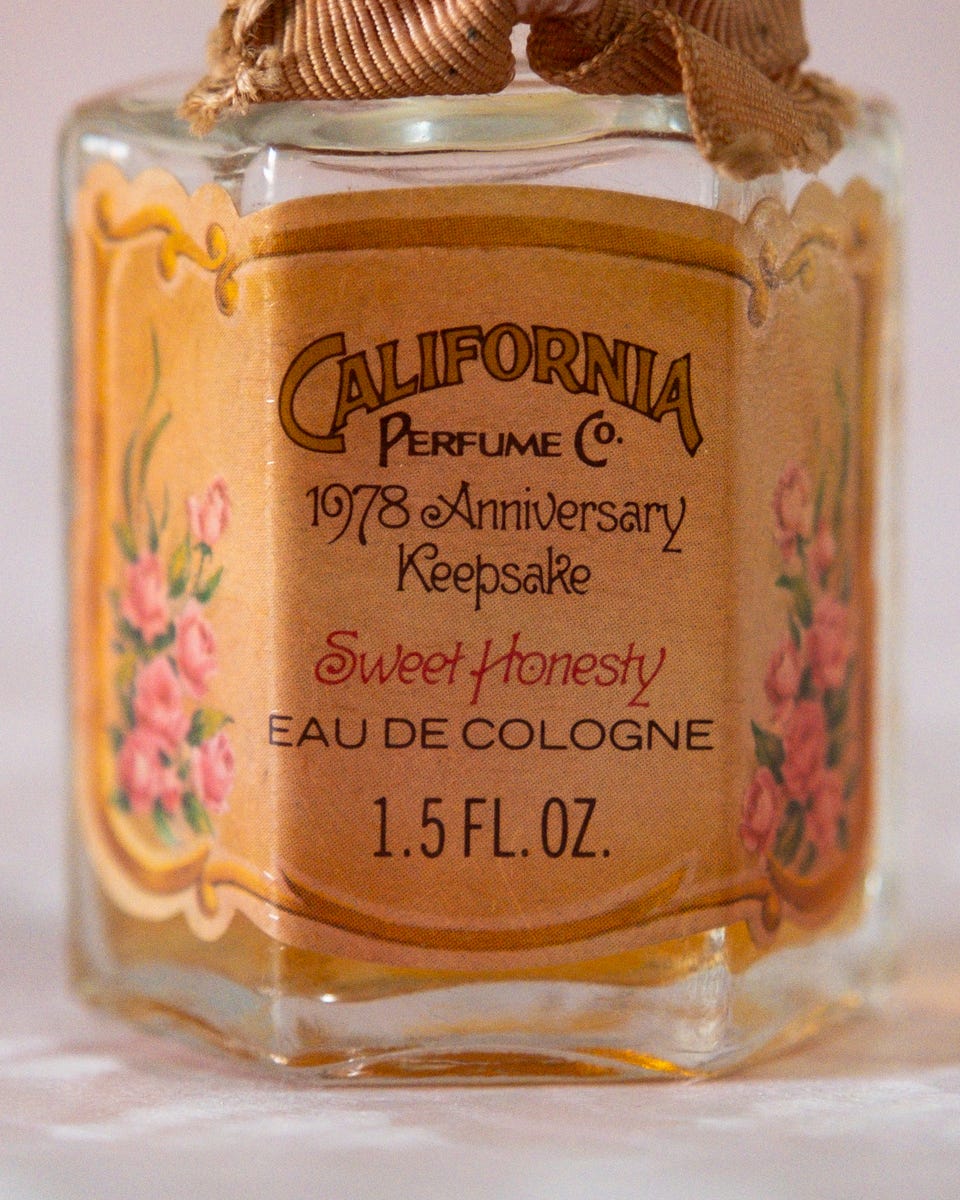 CALIFORNIA
PERFUME Co.
1978 Anniversary
Keepsake
Sweet Honesty
EAU DE COLOGNE
1.5 FL. OZ.